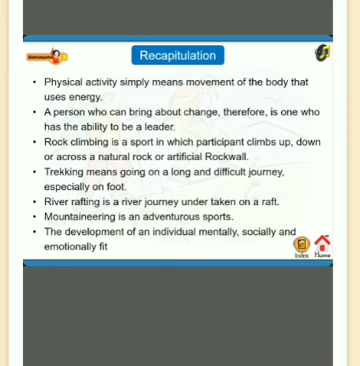 Recapitulation
• Physical activity simply means movement of the body that
uses energy.
• A person who can bring about change, therefore, is one who
has the ability to be a leader.
• Rock climbing is a sport in which participant climbs up, down
or across a natural rock or artificial Rockwall.
• Trekking means going on a long and difficult journey,
especially on foot.
• River rafting is a river journey under taken on a raft.
• Mountaineering is an adventurous sports.
• The development of an individual mentally, socially and
emotionally fit
Index Home